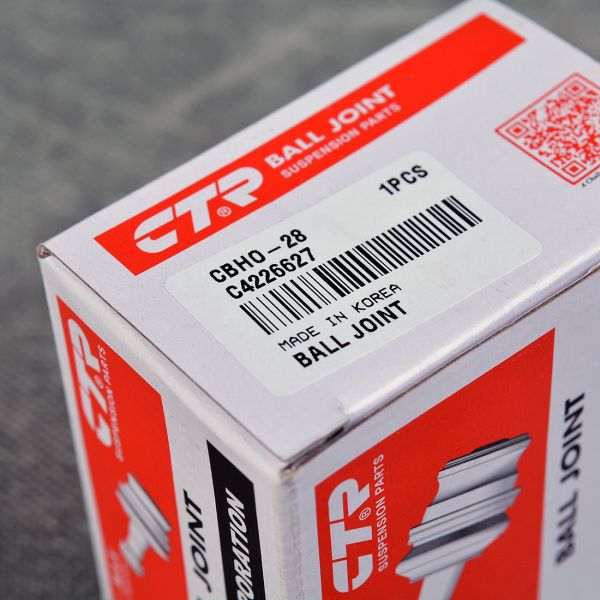 CTR® BALL JOINT
SUSPENSION PARTS
CBHO-28 1PCS
C4226627
MADE IN KOREA
BALL JOINT
CTR®
SUSPENSION PARTS
BALL JOINT
CTR®
SUSPENSION PARTS
BALL JOINT